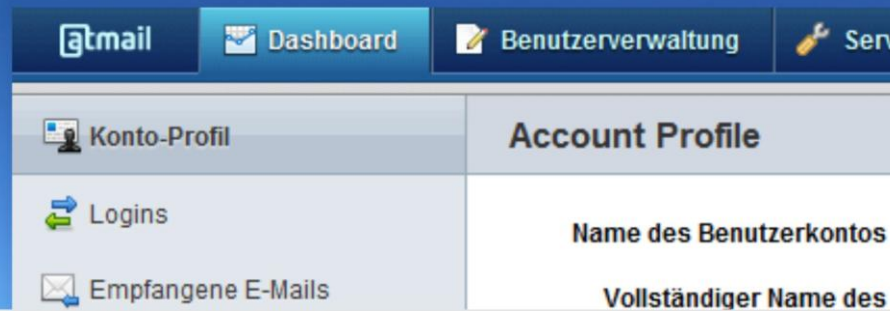 atmail Dashboard Benutzerverwaltung
Konto-Profil
Account Profile
Logins
Name des Benutzerkontos
Empfangene E-Mails
Vollständiger Name des